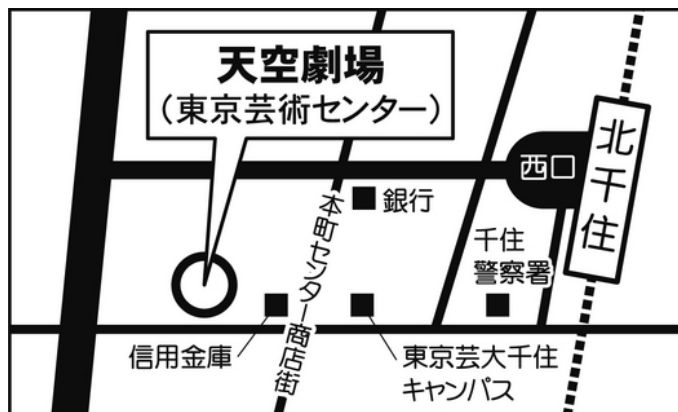 天空劇場
（東京芸術センター）
西口
北千住
銀行
本町センター商店街
千住
警察署
信用金庫
東京芸大千住
キャンパス